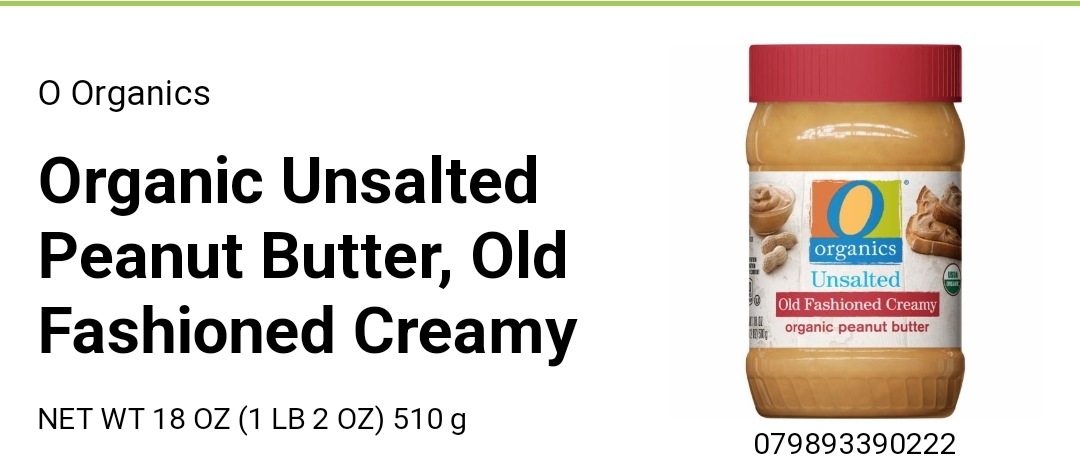 O Organics
Organic Unsalted
Peanut Butter, Old
Fashioned Creamy
NET WT 18 OZ (1 LB 2 OZ) 510 g
O
organics
®
Unsalted
USDA
ORGANIC
Old Fashioned Creamy
organic peanut butter
079893390222